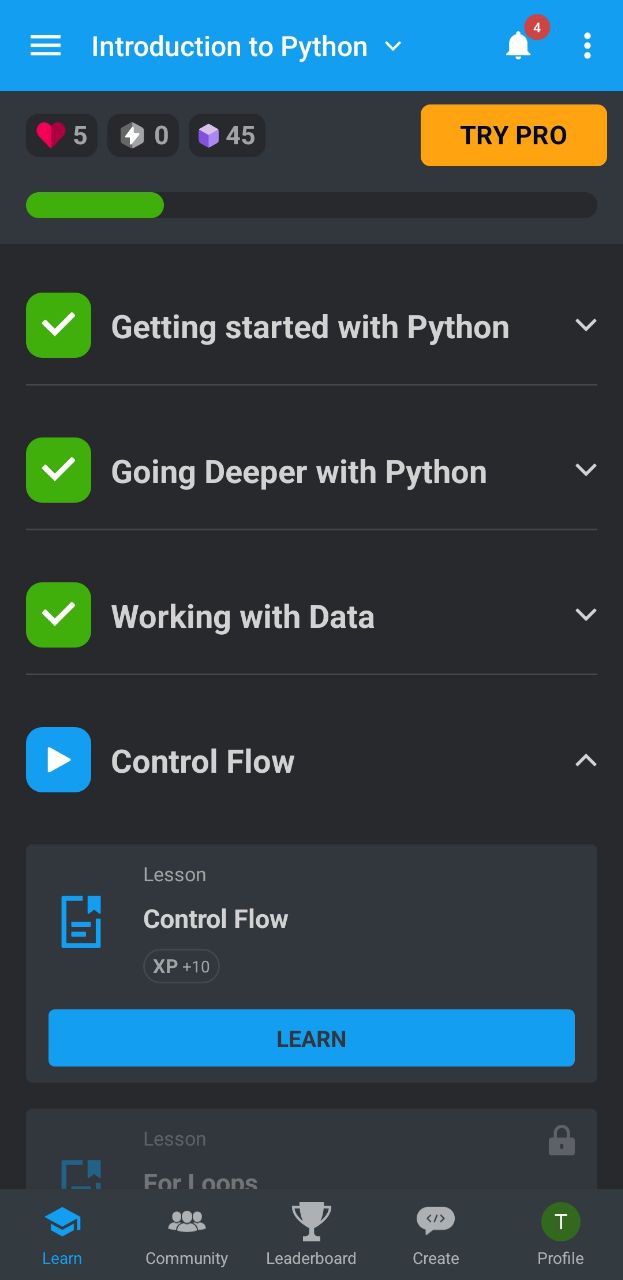 Introduction to Python
4
5
0
45
TRY PRO
Getting started with Python
Going Deeper with Python
Working with Data
Control Flow
Lesson
Control Flow
XP +10
LEARN
Lesson
For Loops
Learn
Community
Leaderboard
Create
T
Profile